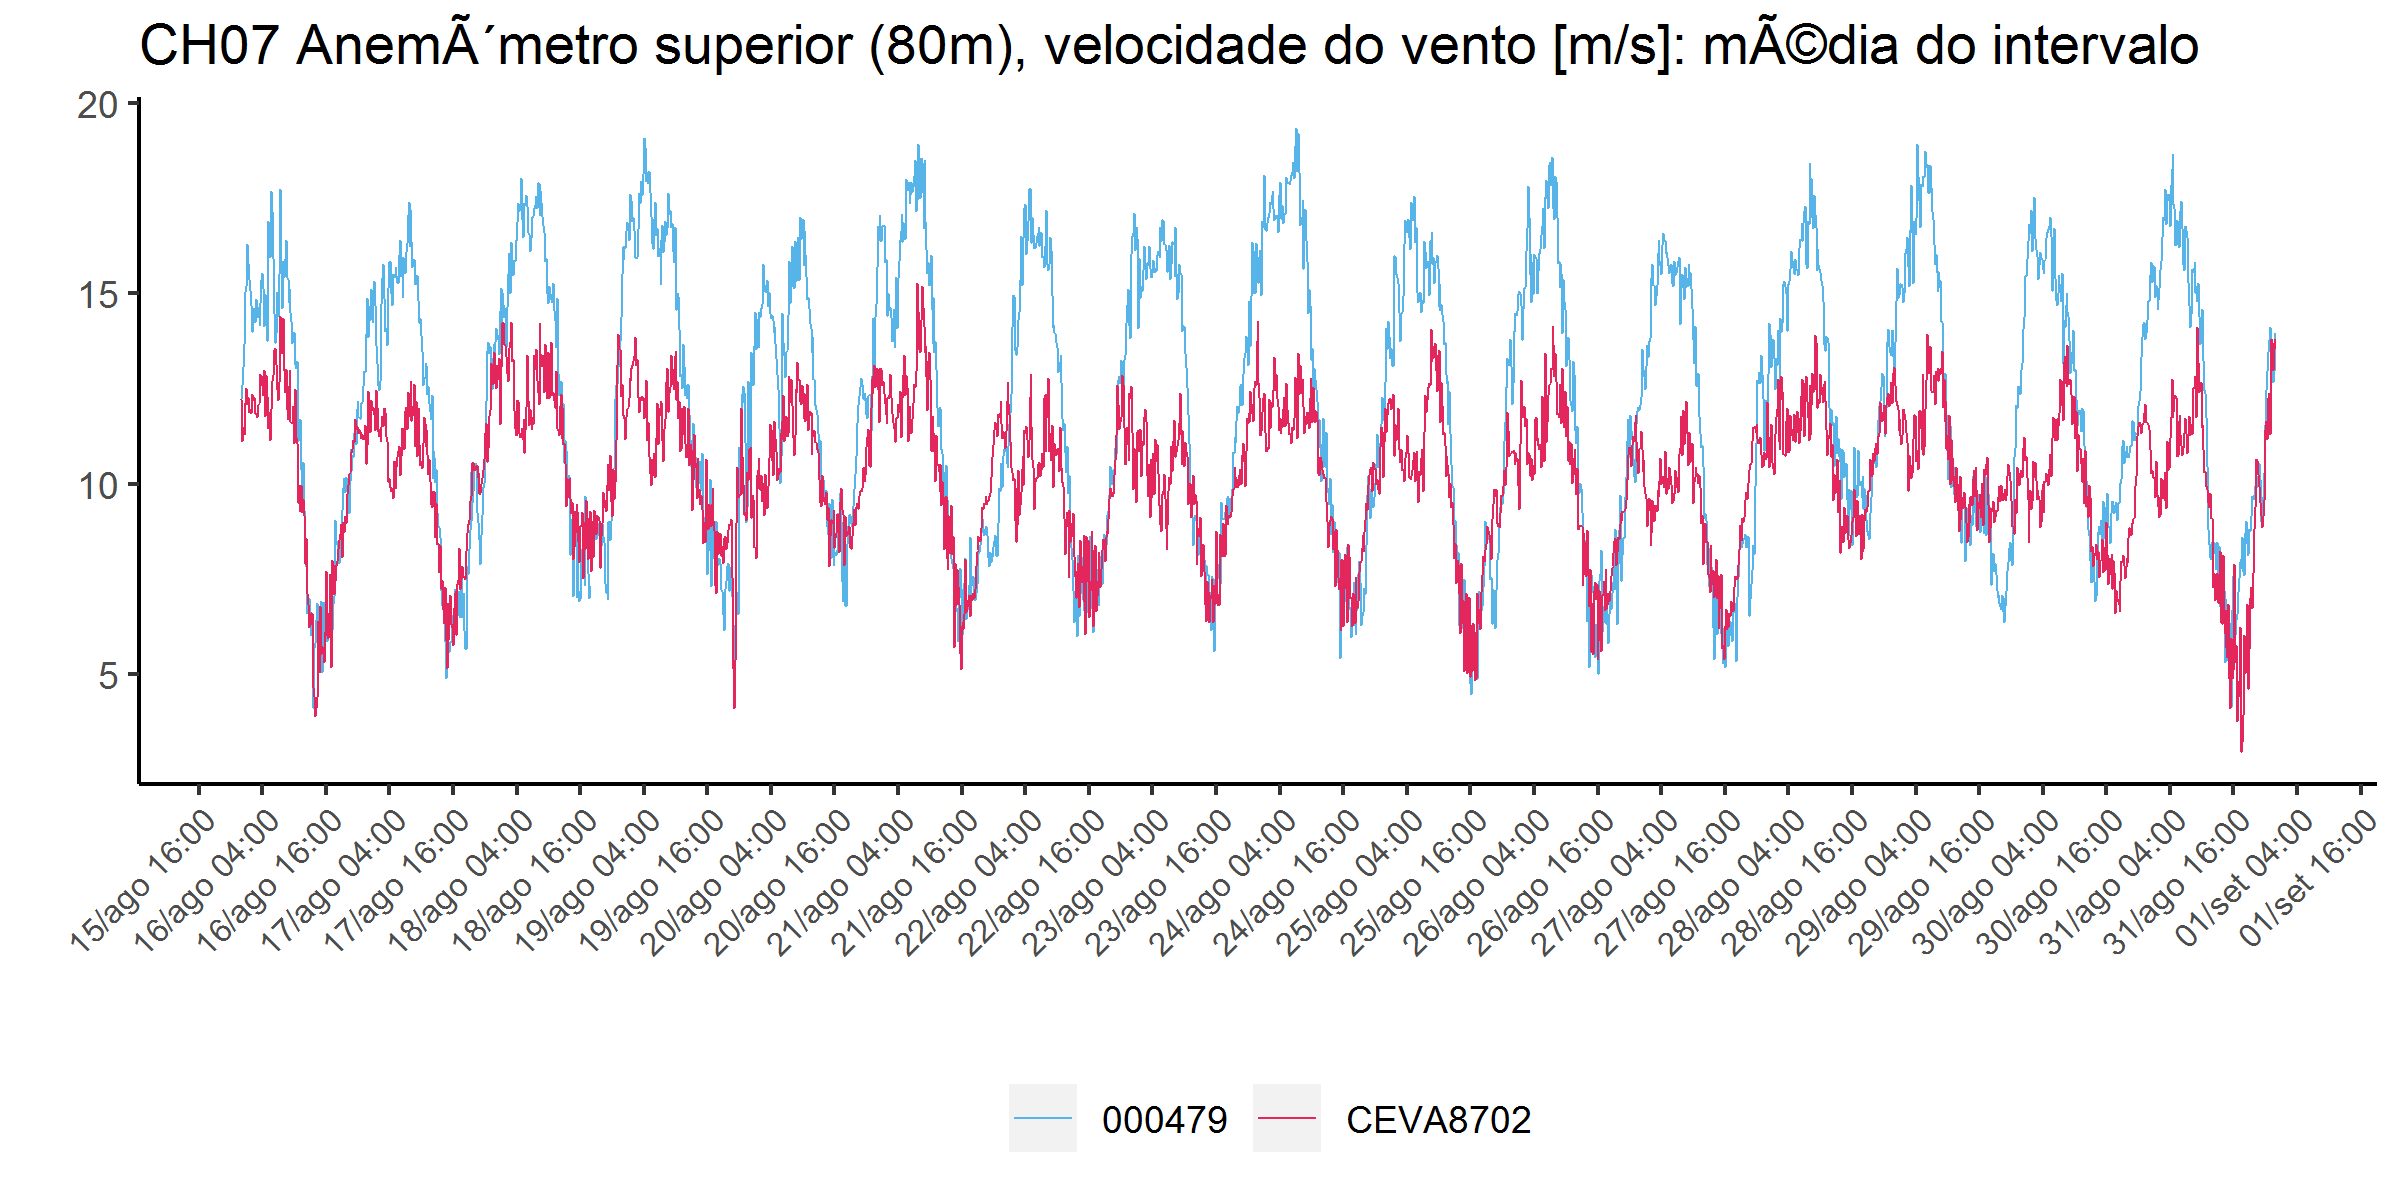 CH07 AnemÃ´metro superior (80m), velocidade do vento [m/s]: mÃ©dia do intervalo
20
15
10
5
15/ago 16:00
16/ago 04:00
16/ago 16:00
17/ago 04:00
17/ago 16:00
18/ago 04:00
18/ago 16:00
19/ago 04:00
19/ago 16:00
20/ago 04:00
20/ago 16:00
21/ago 04:00
21/ago 16:00
22/ago 04:00
22/ago 16:00
23/ago 04:00
23/ago 16:00
24/ago 04:00
24/ago 16:00
25/ago 04:00
25/ago 16:00
26/ago 04:00
26/ago 16:00
27/ago 04:00
27/ago 16:00
28/ago 04:00
28/ago 16:00
29/ago 04:00
29/ago 16:00
30/ago 04:00
30/ago 16:00
31/ago 04:00
31/ago 16:00
01/set 04:00
01/set 16:00
000479 CEVA8702